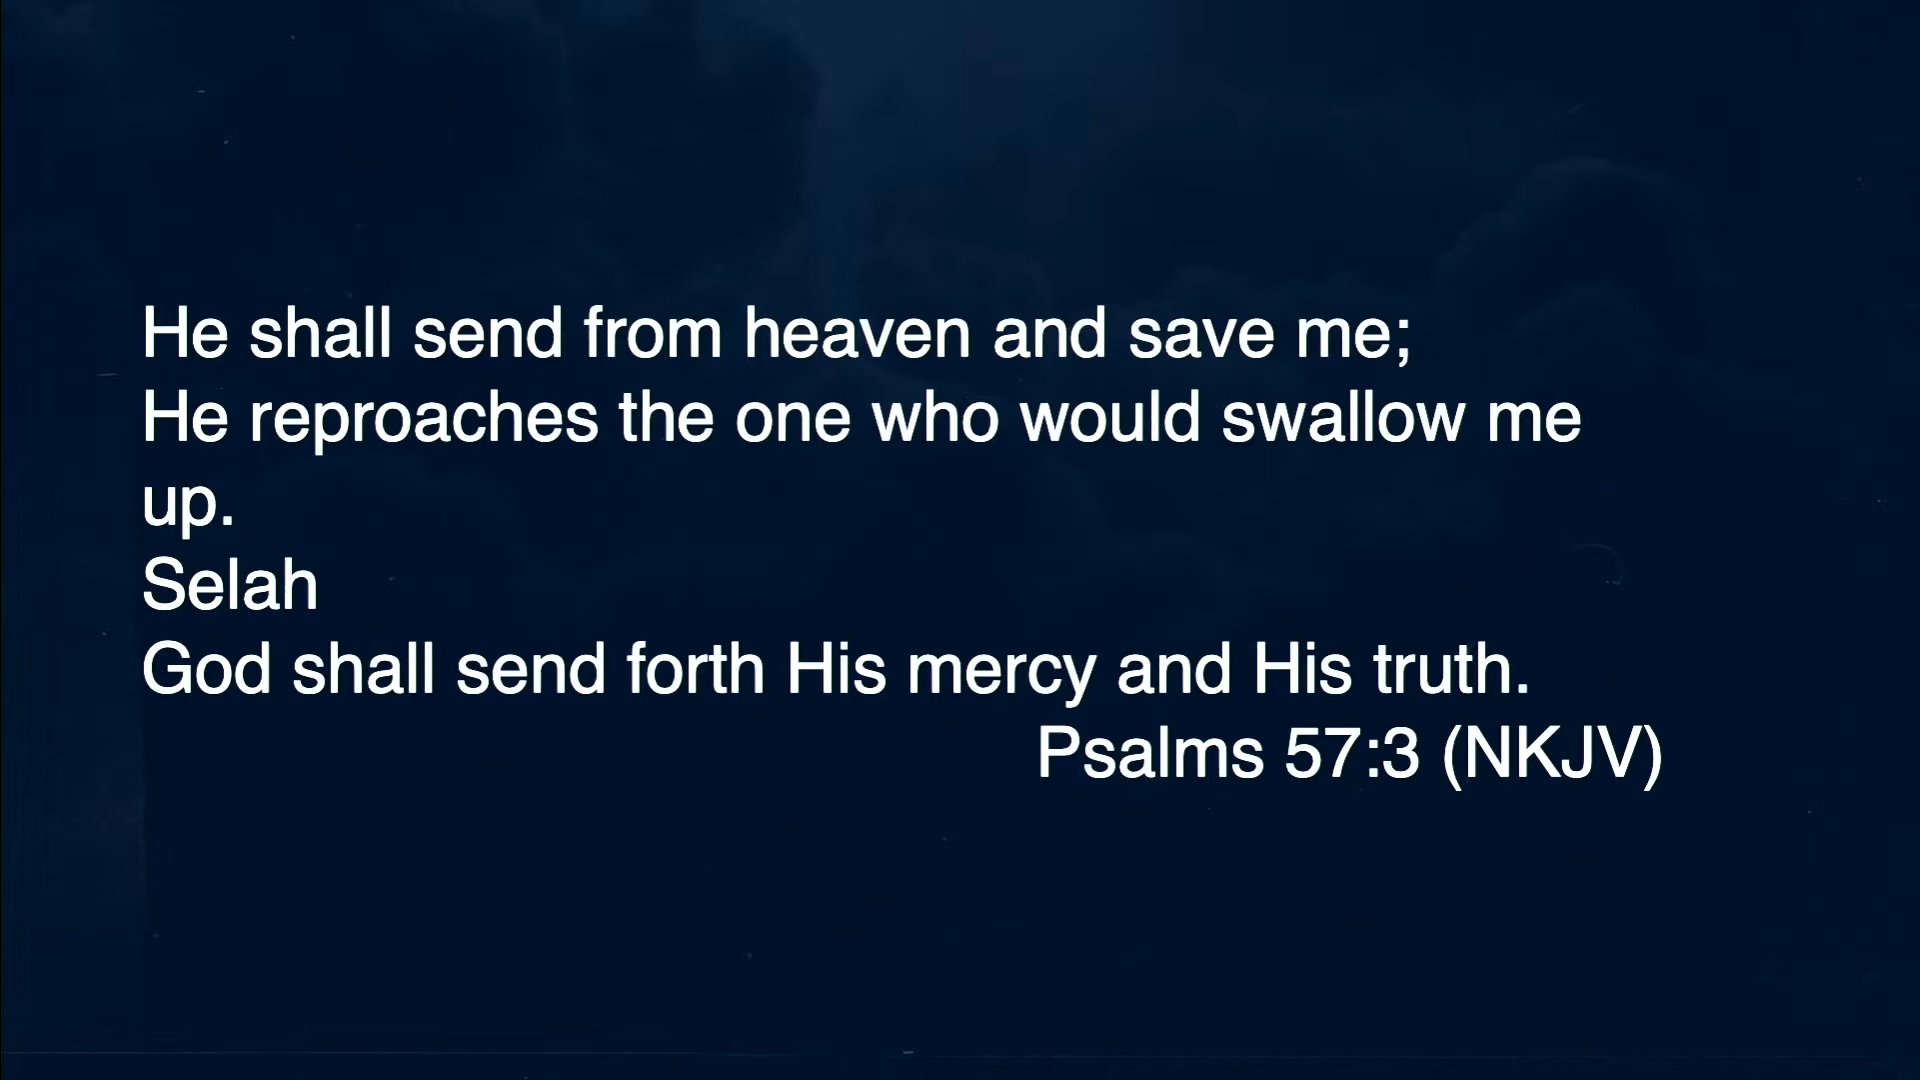 He shall send from heaven and save me;
He reproaches the one who would swallow me
up.
Selah
God shall send forth His mercy and His truth.
Psalms 57:3 (NKJV)